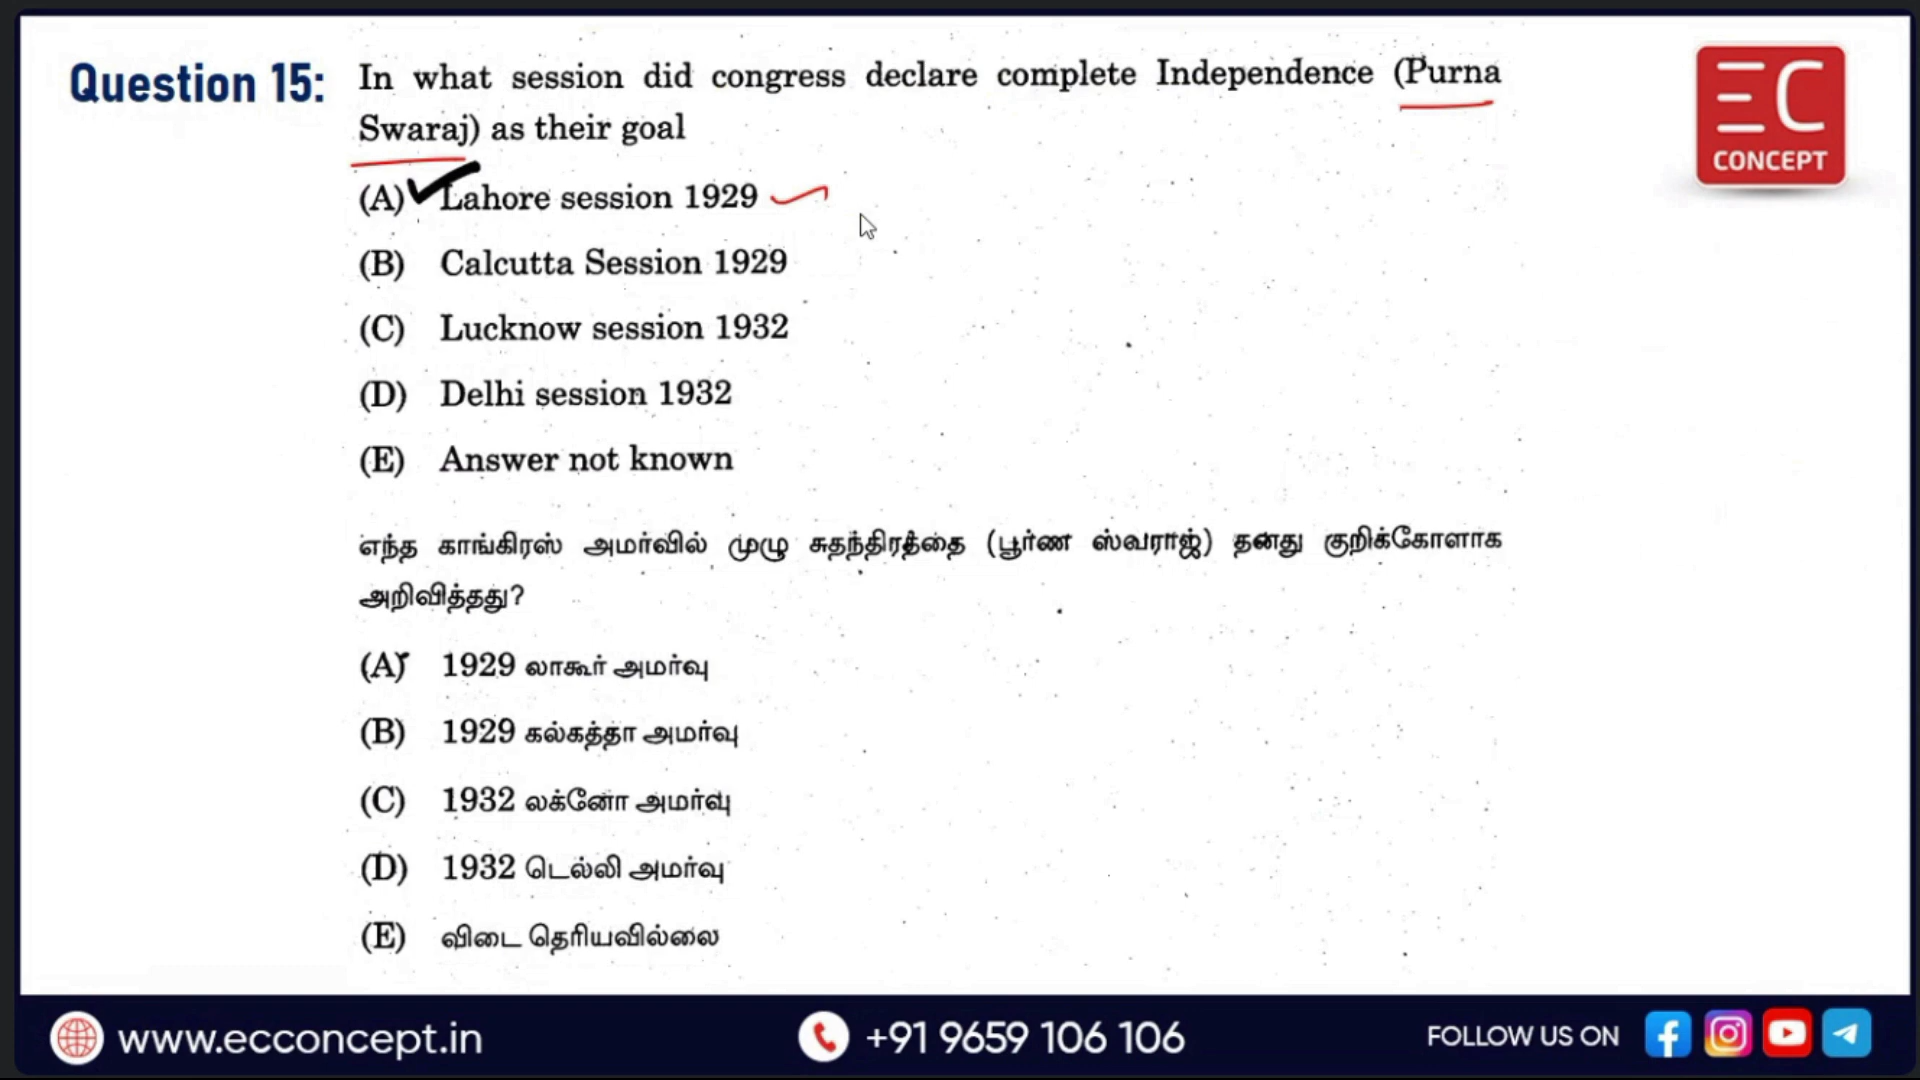 Question 15:
In what session did congress declare complete Independence (Purna
Swaraj) as their goal
(A) Lahore session 1929
(B) Calcutta Session 1929
(C) Lucknow session 1932
(D) Delhi session 1932
(E) Answer not known
எந்த காங்கிரஸ் அமர்வில் முழு சுதந்திரத்தை (பூர்ண ஸ்வராஜ்) தனது குறிக்கோளாக
அறிவித்தது?
(A) 1929 லாகூர் அமர்வு
(B) 1929 கல்கத்தா அமர்வு
(C) 1932 லக்னோ அமர்வு
(D) 1932 டெல்லி அமர்வு
(E) விடை தெரியவில்லை
EC
CONCEPT
www.ecconcept.in
+91 9659 106 106
FOLLOW US ON